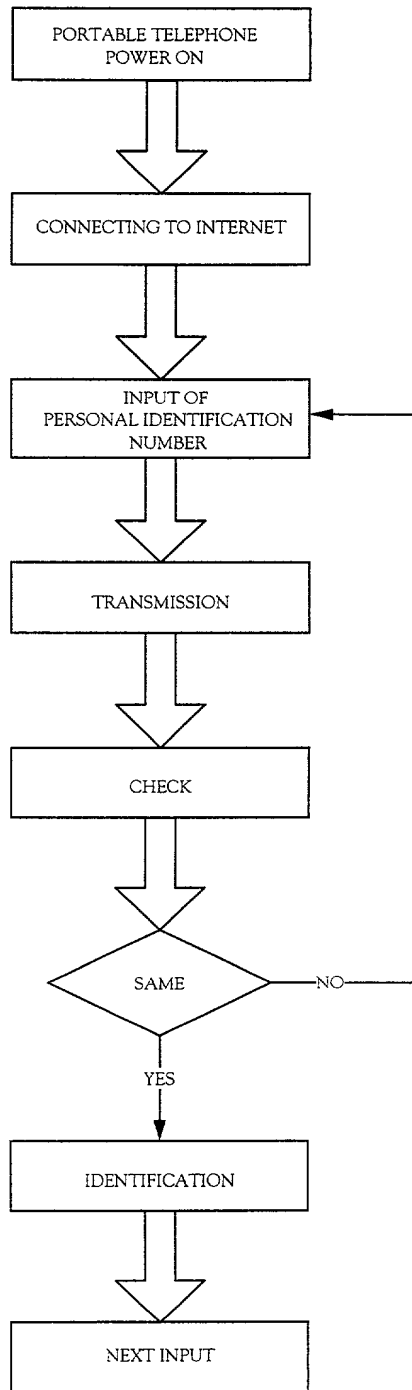 PORTABLE TELEPHONE
POWER ON
CONNECTING TO INTERNET
INPUT OF
PERSONAL IDENTIFICATION
NUMBER
TRANSMISSION
CHECK
SAME
NO
YES
IDENTIFICATION
NEXT INPUT